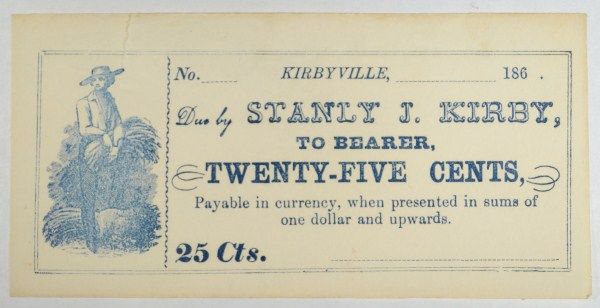 No. KIRBYVILLE, 186 .
Due by STANLY J. KIRBY,
TO BEARER,
TWENTY-FIVE CENTS,
Payable in currency, when presented in sums of
one dollar and upwards.
25 Cts.